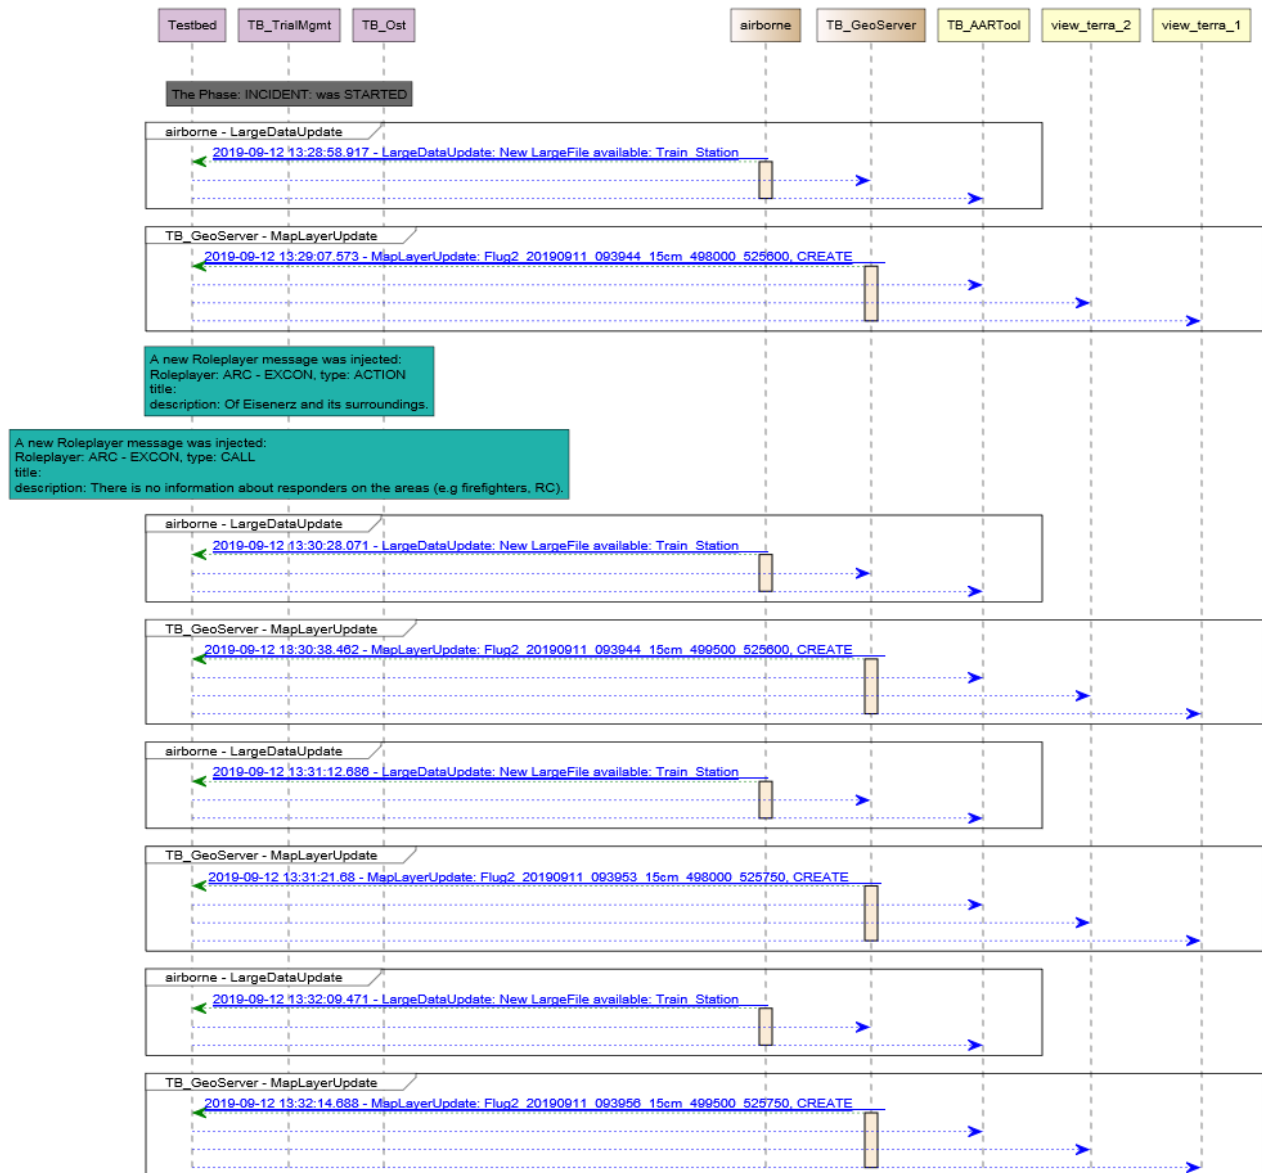 Testbed TB_TrialMgmt TB_Ost airborne TB_GeoServer TB_AARTool view_terra_2 view_terra_1
The Phase: INCIDENT: was STARTED
airborne - LargeDataUpdate
2019-09-12 13:28:58.917 - LargeDataUpdate: New LargeFile available: Train_Station
TB_GeoServer - MapLayerUpdate
2019-09-12 13:29:07.573 - MapLayerUpdate: Flug2_20190911_093944_15cm_498000_525600, CREATE
A new Roleplayer message was injected:
Roleplayer: ARC - EXCON, type: ACTION
title:
description: Of Eisenerz and its surroundings.
A new Roleplayer message was injected:
Roleplayer: ARC - EXCON, type: CALL
title:
description: There is no information about responders on the areas (e.g firefighters, RC).
airborne - LargeDataUpdate
2019-09-12 13:30:28.071 - LargeDataUpdate: New LargeFile available: Train_Station
TB_GeoServer - MapLayerUpdate
2019-09-12 13:30:38.462 - MapLayerUpdate: Flug2_20190911_093944_15cm_499500_525600, CREATE
airborne - LargeDataUpdate
2019-09-12 13:31:12.686 - LargeDataUpdate: New LargeFile available: Train_Station
TB_GeoServer - MapLayerUpdate
2019-09-12 13:31:21.68 - MapLayerUpdate: Flug2_20190911_093953_15cm_498000_525750, CREATE
airborne - LargeDataUpdate
2019-09-12 13:32:09.471 - LargeDataUpdate: New LargeFile available: Train_Station
TB_GeoServer - MapLayerUpdate
2019-09-12 13:32:14.688 - MapLayerUpdate: Flug2_20190911_093956_15cm_499500_525750, CREATE